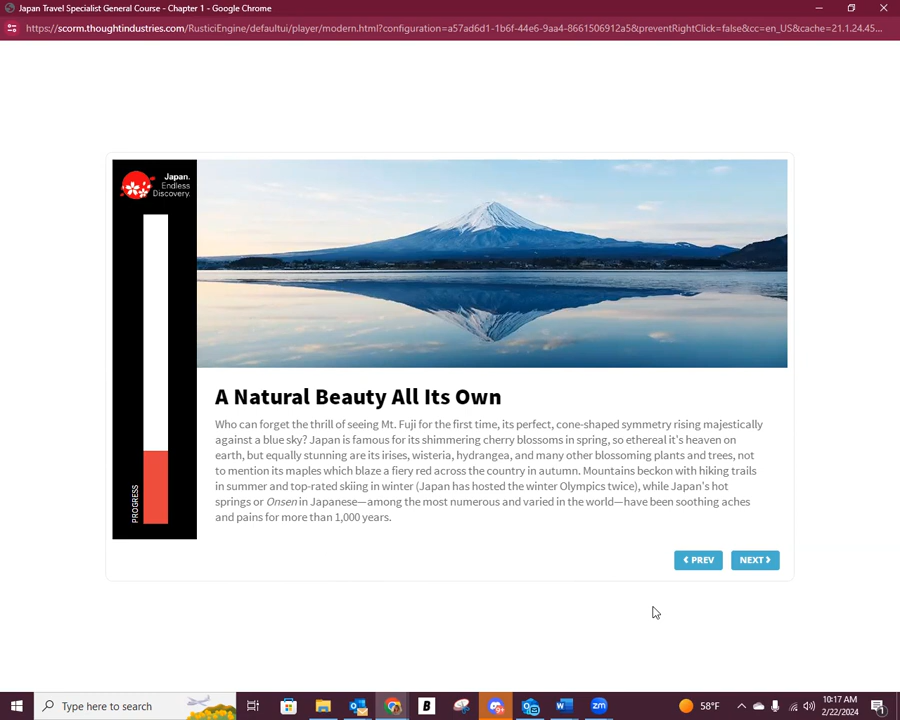 Japan Travel Specialist General Course - Chapter 1 - Google Chrome
https://scorm.thoughtindustries.com/RusticiEngine/defaultui/player/modern.html?configuration=a57ad6d1-1b6f-44e6-9aa4-8661506912a5&preventRightClick=false&cc=en_US&cache=21.1.24.45...
Japan.
Endless
Discovery.
PROGRESS
A Natural Beauty All Its Own
Who can forget the thrill of seeing Mt. Fuji for the first time, its perfect, cone-shaped symmetry rising majestically
against a blue sky? Japan is famous for its shimmering cherry blossoms in spring, so ethereal it's heaven on
earth, but equally stunning are its irises, wisteria, hydrangea, and many other blossoming plants and trees, not
to mention its maples which blaze a fiery red across the country in autumn. Mountains beckon with hiking trails
in summer and top-rated skiing in winter (Japan has hosted the winter Olympics twice), while Japan's hot
springs or Onsen in Japanese—among the most numerous and varied in the world—have been soothing aches
and pains for more than 1,000 years.
PREV
NEXT
Type here to search
B
9+
W
zm
58°F
10:17 AM
2/22/2024
1